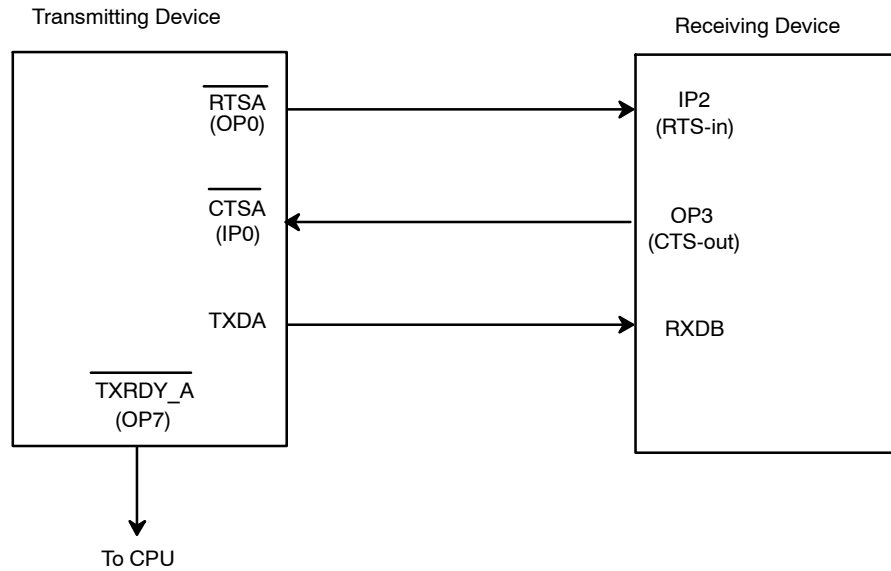 Transmitting Device
Receiving Device
RTSA
(OP0)
IP2
(RTS-in)
CTSA
(IP0)
OP3
(CTS-out)
TXDA
RXDB
TXRDY_A
(OP7)
To CPU